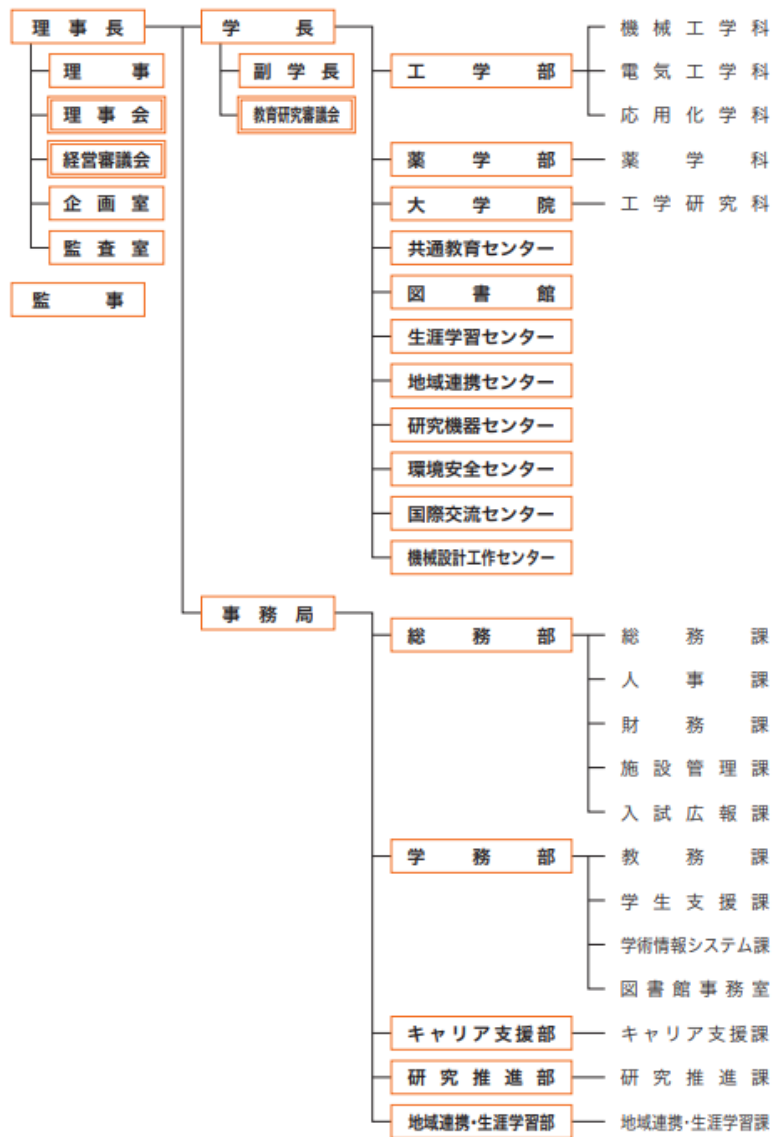 理事長
理事
理事会
経営審議会
企画室
監査室
監事
学長
副学長
教育研究審議会
工学部
機械工学科
電気工学科
応用化学科
薬学部
薬学科
大学院
工学研究科
共通教育センター
図書館
生涯学習センター
地域連携センター
研究機器センター
環境安全センター
国際交流センター
機械設計工作センター
事務局
総務部
総務課
人事課
財務課
施設管理課
入試広報課
学務部
教務課
学生支援課
学術情報システム課
図書館事務室
キャリア支援部
キャリア支援課
研究推進部
研究推進課
地域連携・生涯学習部
地域連携・生涯学習課